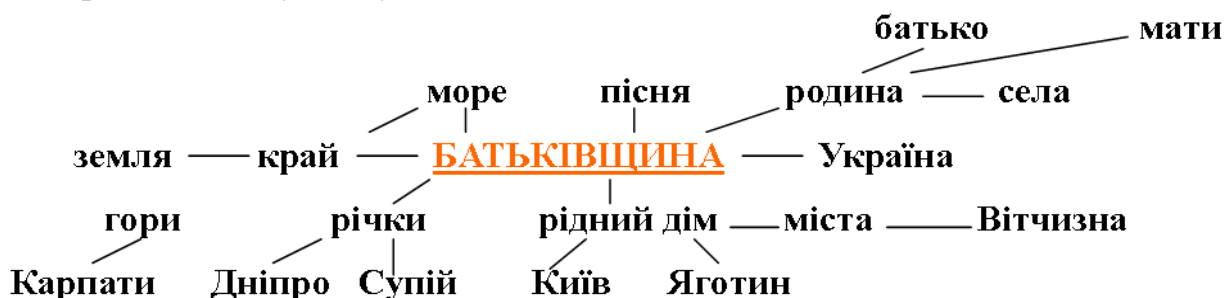 батько мати
море пісня родина села
земля край БАТЬКІВЩИНА Україна
гори річки рідний дім міста Вітчизна
Карпати Дніпро Супій Київ Яготин